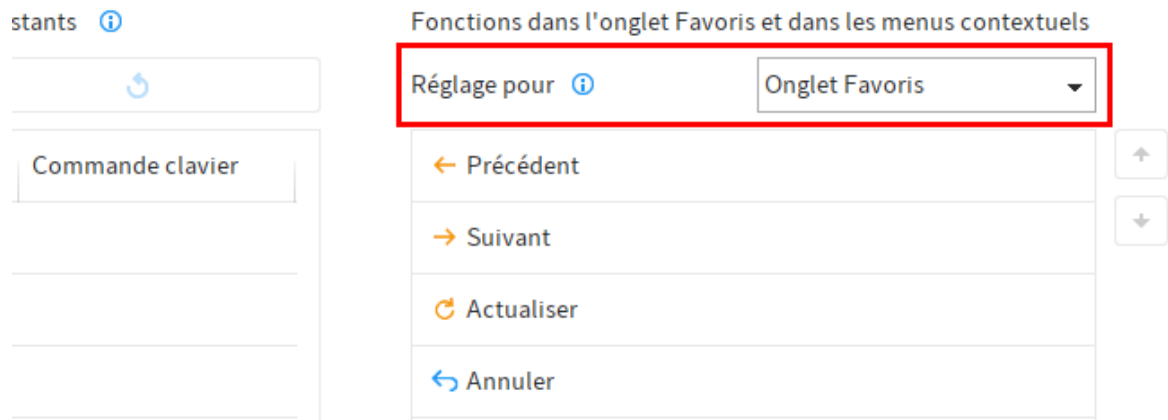 stants
Fonctions dans l'onglet Favoris et dans les menus contextuels
Réglage pour
Onglet Favoris
Commande clavier
Précédent
Suivant
Actualiser
Annuler